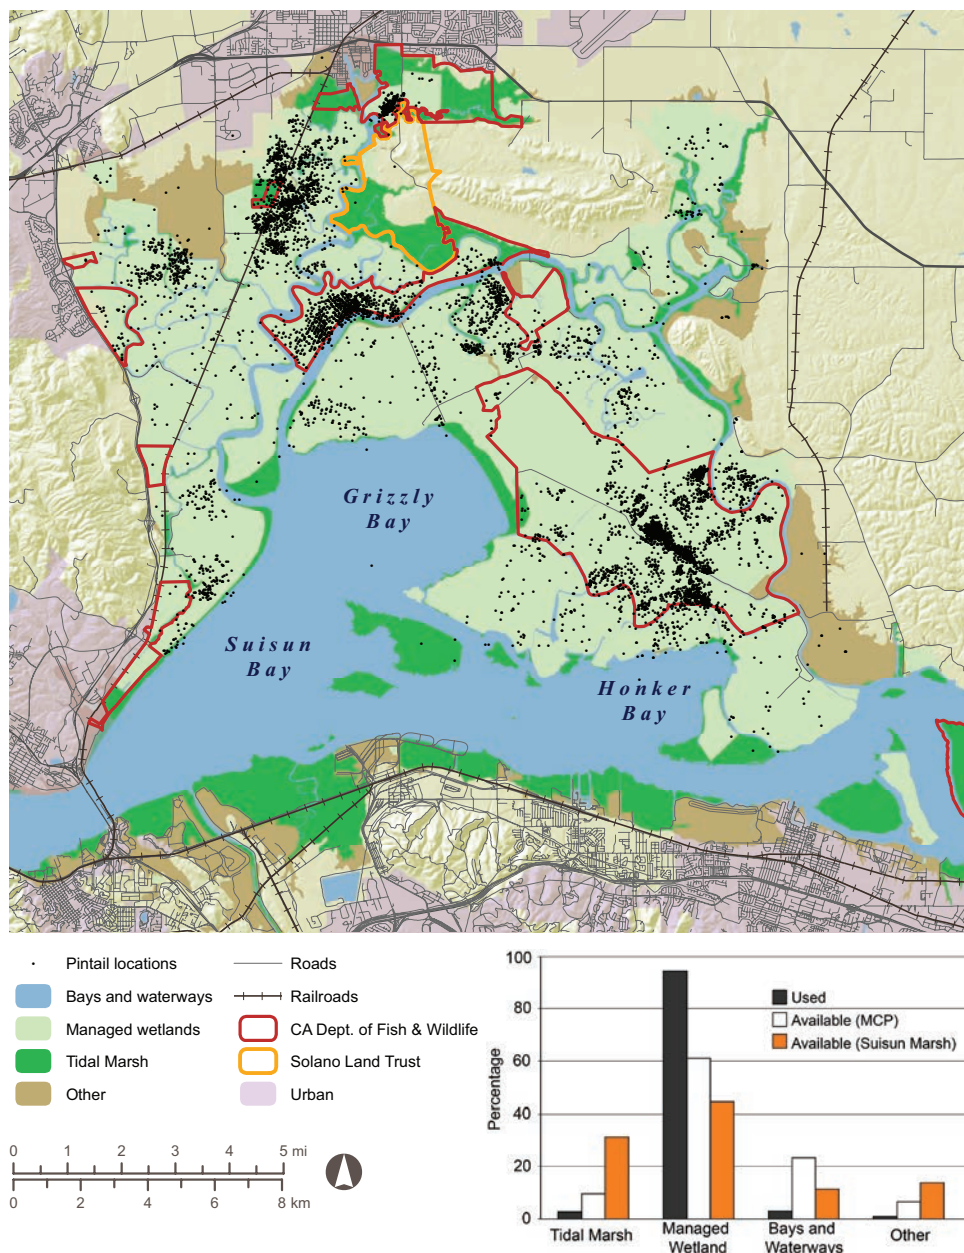 Grizzly
Bay
Suisun
Bay
Honker
Bay
Pintail locations
Bays and waterways
Managed wetlands
Tidal Marsh
Other
Roads
Railroads
CA Dept. of Fish & Wildlife
Solano Land Trust
Urban
0 1 2 3 4 5 mi
0 2 4 6 8 km
100
80
60
40
20
0
Percentage
Used
Available (MCP)
Available (Suisun Marsh)
Tidal Marsh
Managed
Wetland
Bays and
Waterways
Other